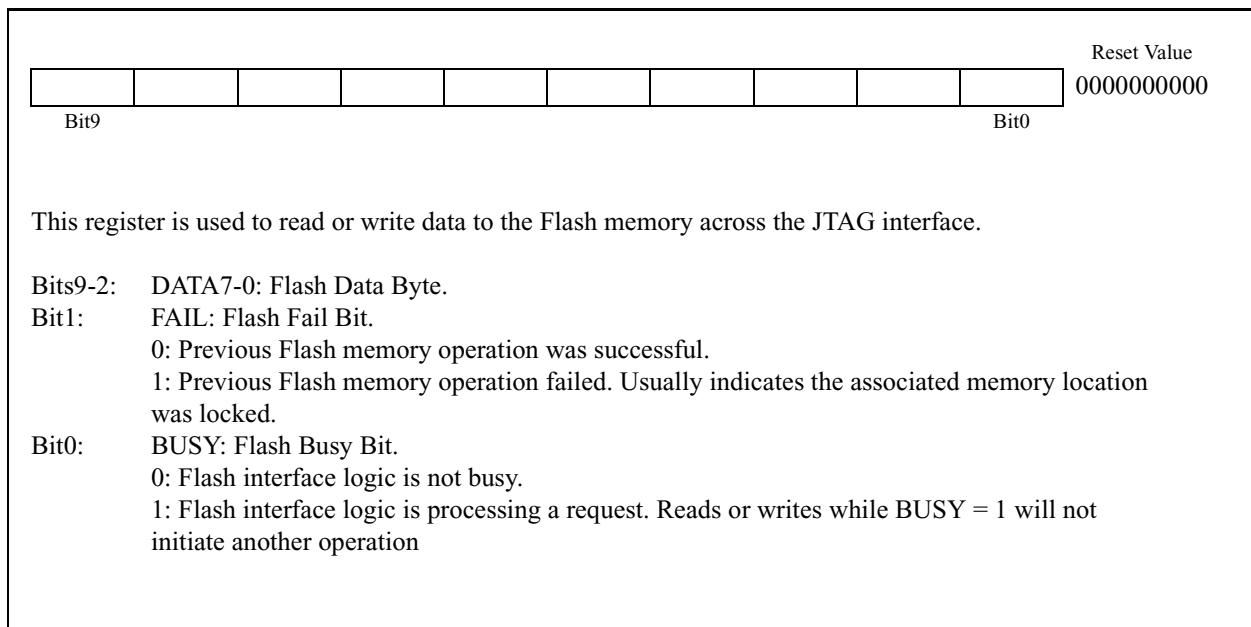 Reset Value
0000000000
Bit9 Bit0
This register is used to read or write data to the Flash memory across the JTAG interface.
Bits9-2: DATA7-0: Flash Data Byte.
Bit1: FAIL: Flash Fail Bit.
0: Previous Flash memory operation was successful.
1: Previous Flash memory operation failed. Usually indicates the associated memory location
was locked.
Bit0: BUSY: Flash Busy Bit.
0: Flash interface logic is not busy.
1: Flash interface logic is processing a request. Reads or writes while BUSY = 1 will not
initiate another operation